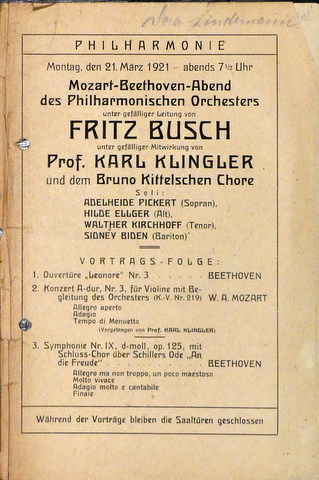 Lindemann
PHILHARMONIE
Montag, den 21. März 1921 – abends 7½ Uhr
Mozart-Beethoven-Abend
des Philharmonischen Orchesters
unter gefälliger Leitung von
FRITZ BUSCH
unter gefälliger Mitwirkung von
Prof. KARL KLINGLER
und dem Bruno Kittelschen Chore
Soli:
ADELHEIDE PICKERT (Sopran),
HILDE ELLGER (Alt),
WALTHER KIRCHHOFF (Tenor),
SIDNEY BIDEN (Bariton)
VORTRAGS-FOLGE:
1. Ouvertüre „Leonore" Nr. 3 . . . . . . BEETHOVEN
2. Konzert A-dur, Nr. 3, für Violine mit Be-
gleitung des Orchesters (K.-V. Nr. 219) W. A. MOZART
Allegro aperto
Adagio
Tempo di Menuetto
(Vorgetragen von Prof. KARL KLINGLER)
3. Symphonie Nr. IX, d-moll, op. 125, mit
Schluss-Chor über Schillers Ode „An
die Freude" . . . . . . BEETHOVEN
Allegro ma non troppo, un poco maestoso
Molto vivace
Adagio molto e cantabile
Finale
Während der Vorträge bleiben die Saaltüren geschlossen